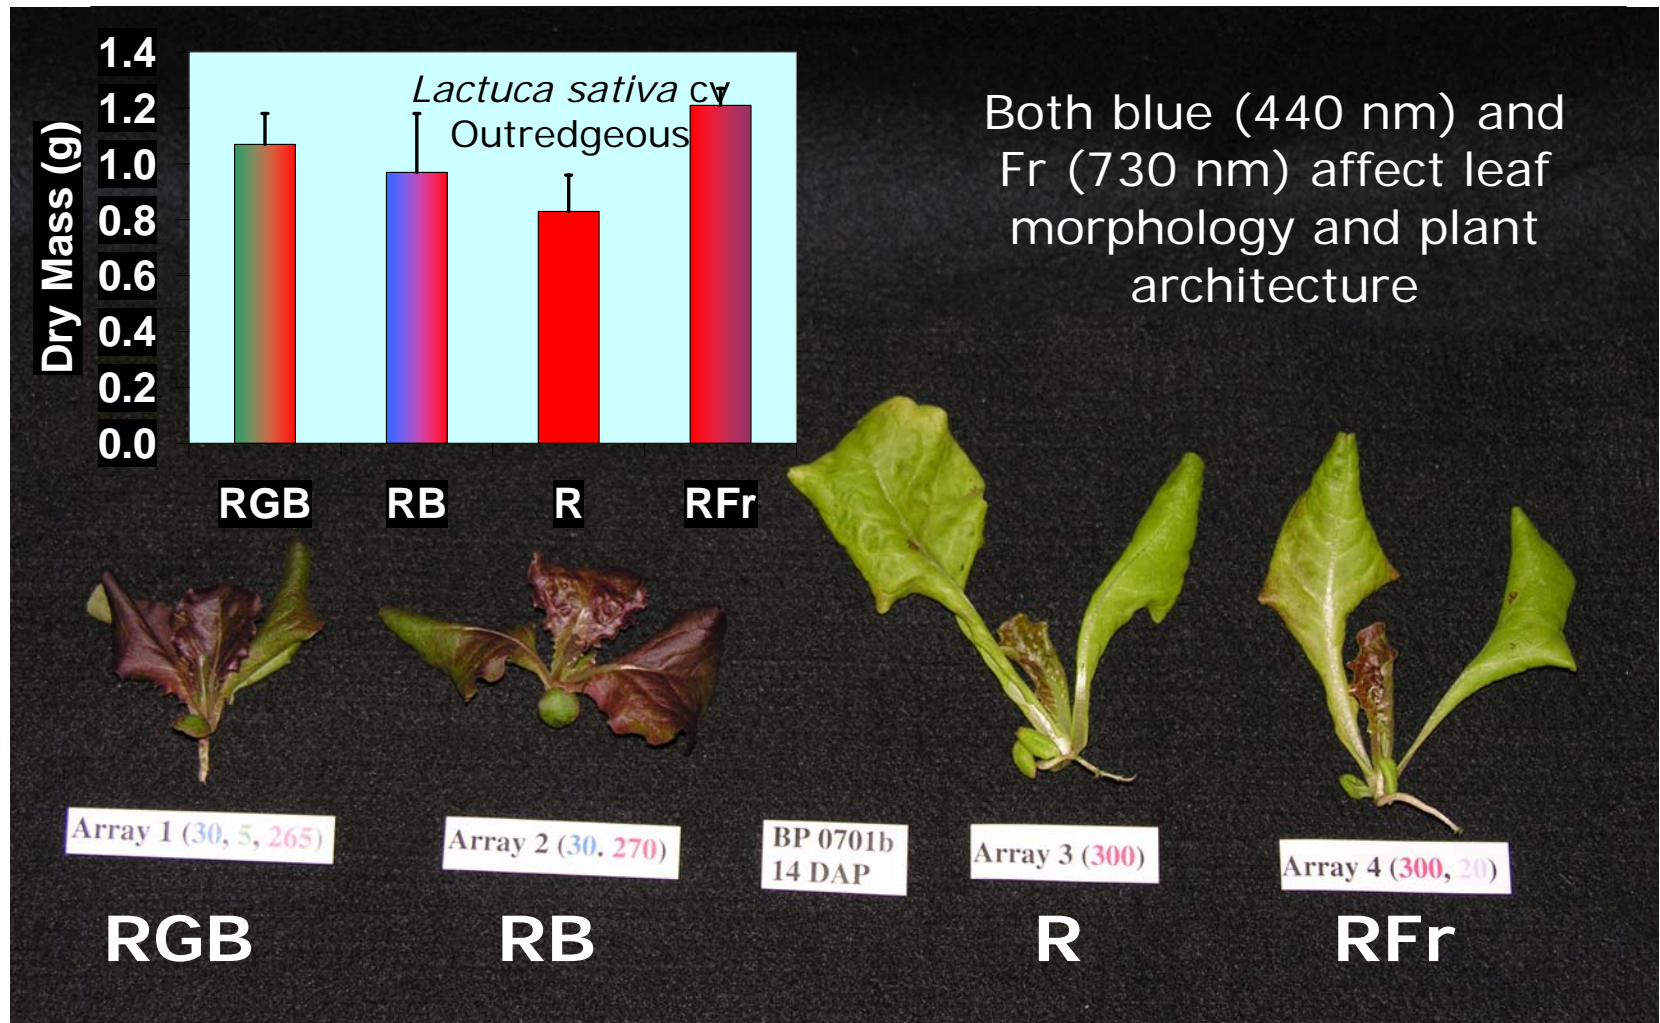 1.4
1.2
1.0
0.8
0.6
0.4
0.2
0.0
Dry Mass (g)
Lactuca sativa cv
Outredgeous
RGB RB R RFr
Both blue (440 nm) and
Fr (730 nm) affect leaf
morphology and plant
architecture
Array 1 (30, 5, 265)
Array 2 (30. 270)
BP 0701b
14 DAP
Array 3 (300)
Array 4 (300, 20)
RGB RB R RFr